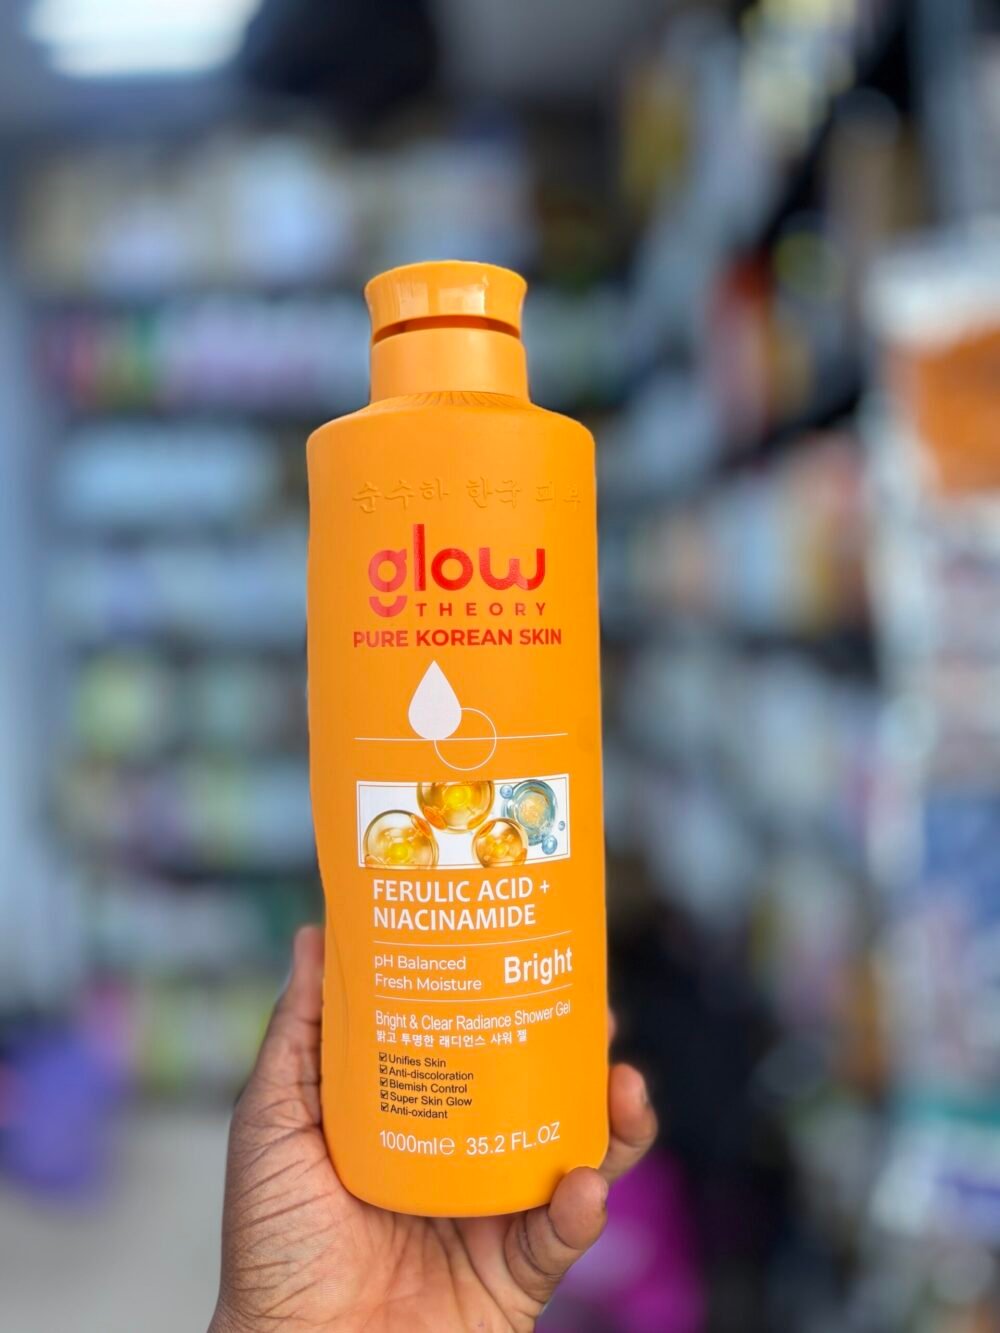 순수하 한국 피부
glow
THEORY
PURE KOREAN SKIN
FERULIC ACID +
NIACINAMIDE
pH Balanced
Fresh Moisture
Bright
Bright & Clear Radiance Shower Gel
밝고 투명한 래디언스 샤워 젤
☑Unifies Skin
☑Anti-discoloration
☑Blemish Control
☑Super Skin Glow
☑Anti-oxidant
1000ml℮ 35.2 FL.OZ